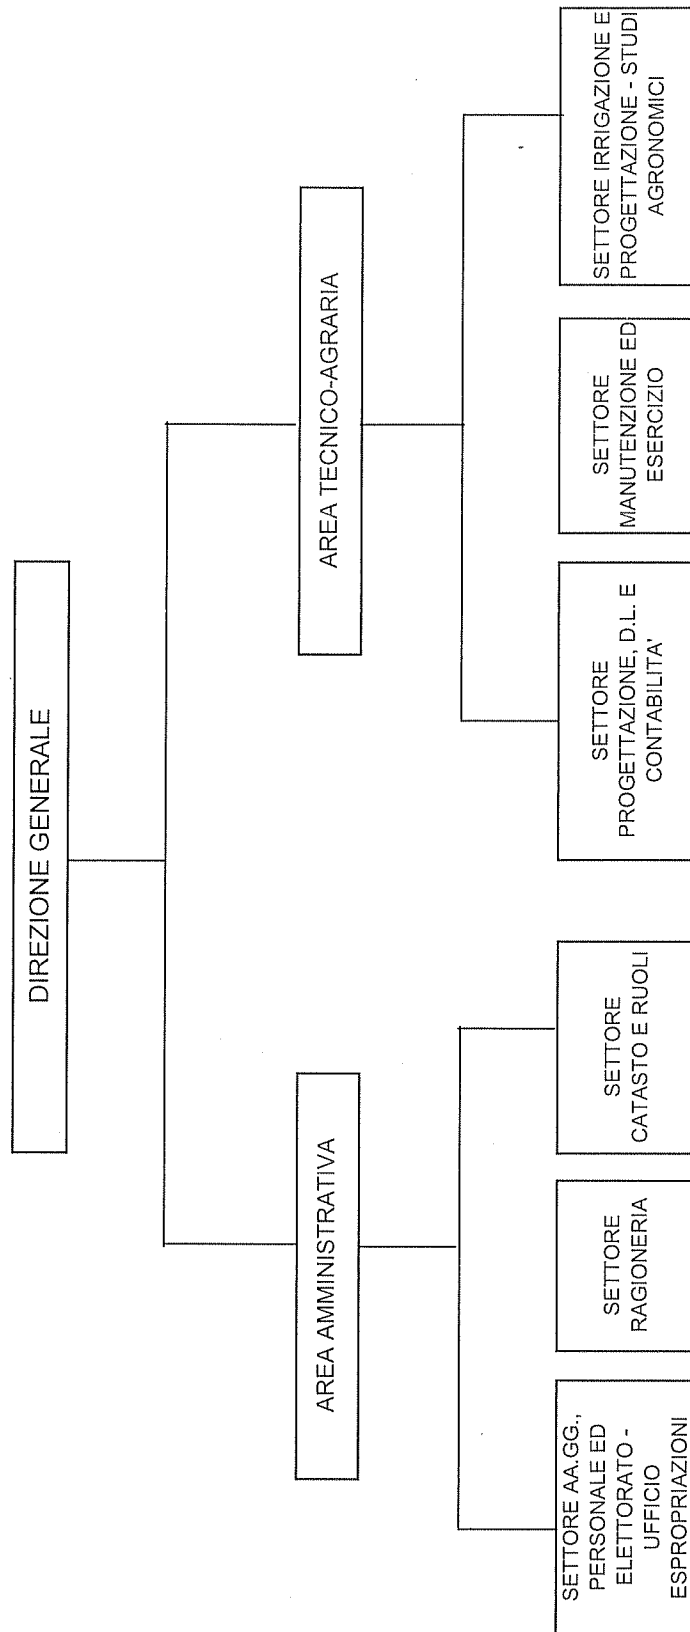 DIREZIONE GENERALE
AREA AMMINISTRATIVA
AREA TECNICO-AGRARIA
SETTORE AA.GG.,
PERSONALE ED
ELETTORATO -
UFFICIO
ESPROPRIAZIONI
SETTORE
RAGIONERIA
SETTORE
CATASTO E RUOLI
SETTORE
PROGETTAZIONE, D.L. E
CONTABILITA'
SETTORE
MANUTENZIONE ED
ESERCIZIO
SETTORE IRRIGAZIONE E
PROGETTAZIONE - STUDI
AGRONOMICI